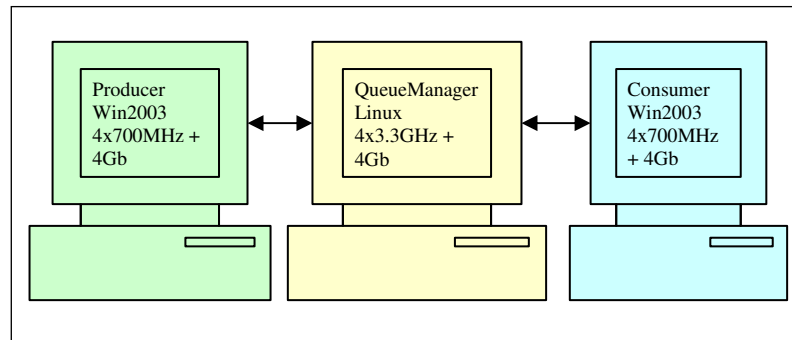 Producer
Win2003
4x700MHz +
4Gb
QueueManager
Linux
4x3.3GHz +
4Gb
Consumer
Win2003
4x700MHz
+ 4Gb